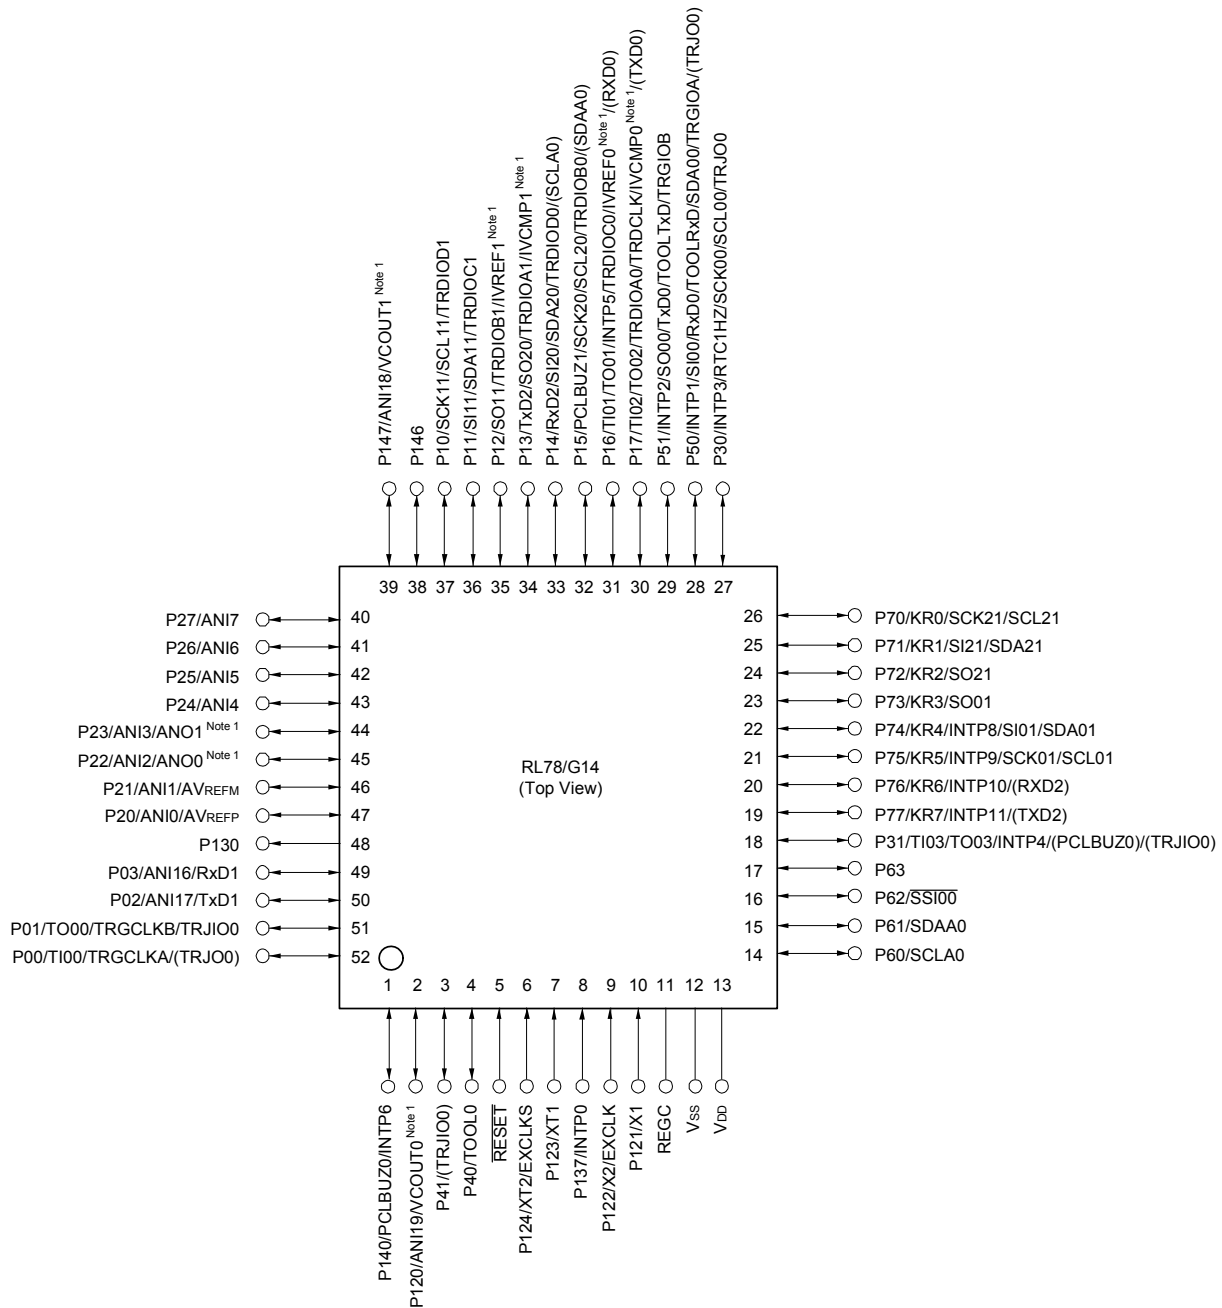 P147/ANI18/VCOUT1 Note 1
P146
P10/SCK11/SCL11/TRDIOD1
P11/SI11/SDA11/TRDIOC1
P12/SO11/TRDIOB1/IVREF1 Note 1
P13/TxD2/SO20/TRDIOA1/IVCMP1 Note 1
P14/RxD2/SI20/SDA20/TRDIOD0/(SCLA0)
P15/PCLBUZ1/SCK20/SCL20/TRDIOB0/(SDAA0)
P16/TI01/TO01/INTP5/TRDIOC0/IVREF0 Note 1/(RXD0)
P17/TI02/TO02/TRDIOA0/TRDCLK/IVCMP0 Note 1/(TXD0)
P51/INTP2/SO00/TxD0/TOOLTxD/TRGIOB
P50/INTP1/SI00/RxD0/TOOLRxD/SDA00/TRGIOA/(TRJO0)
P30/INTP3/RTC1HZ/SCK00/SCL00/TRJO0
39 38 37 36 35 34 33 32 31 30 29 28 27
P27/ANI7 40
P26/ANI6 41
P25/ANI5 42
P24/ANI4 43
P23/ANI3/ANO1 Note 1 44
P22/ANI2/ANO0 Note 1 45
P21/ANI1/AVREFM 46
P20/ANI0/AVREFP 47
P130 48
P03/ANI16/RxD1 49
P02/ANI17/TxD1 50
P01/TO00/TRGCLKB/TRJIO0 51
P00/TI00/TRGCLKA/(TRJO0) 52
RL78/G14
(Top View)
26 P70/KR0/SCK21/SCL21
25 P71/KR1/SI21/SDA21
24 P72/KR2/SO21
23 P73/KR3/SO01
22 P74/KR4/INTP8/SI01/SDA01
21 P75/KR5/INTP9/SCK01/SCL01
20 P76/KR6/INTP10/(RXD2)
19 P77/KR7/INTP11/(TXD2)
18 P31/TI03/TO03/INTP4/(PCLBUZ0)/(TRJIO0)
17 P63
16 P62/SSI00
15 P61/SDAA0
14 P60/SCLA0
1 2 3 4 5 6 7 8 9 10 11 12 13
P140/PCLBUZ0/INTP6
P120/ANI19/VCOUT0 Note 1
P41/(TRJIO0)
P40/TOOL0
RESET
P124/XT2/EXCLKS
P123/XT1
P137/INTP0
P122/X2/EXCLK
P121/X1
REGC
VSS
VDD